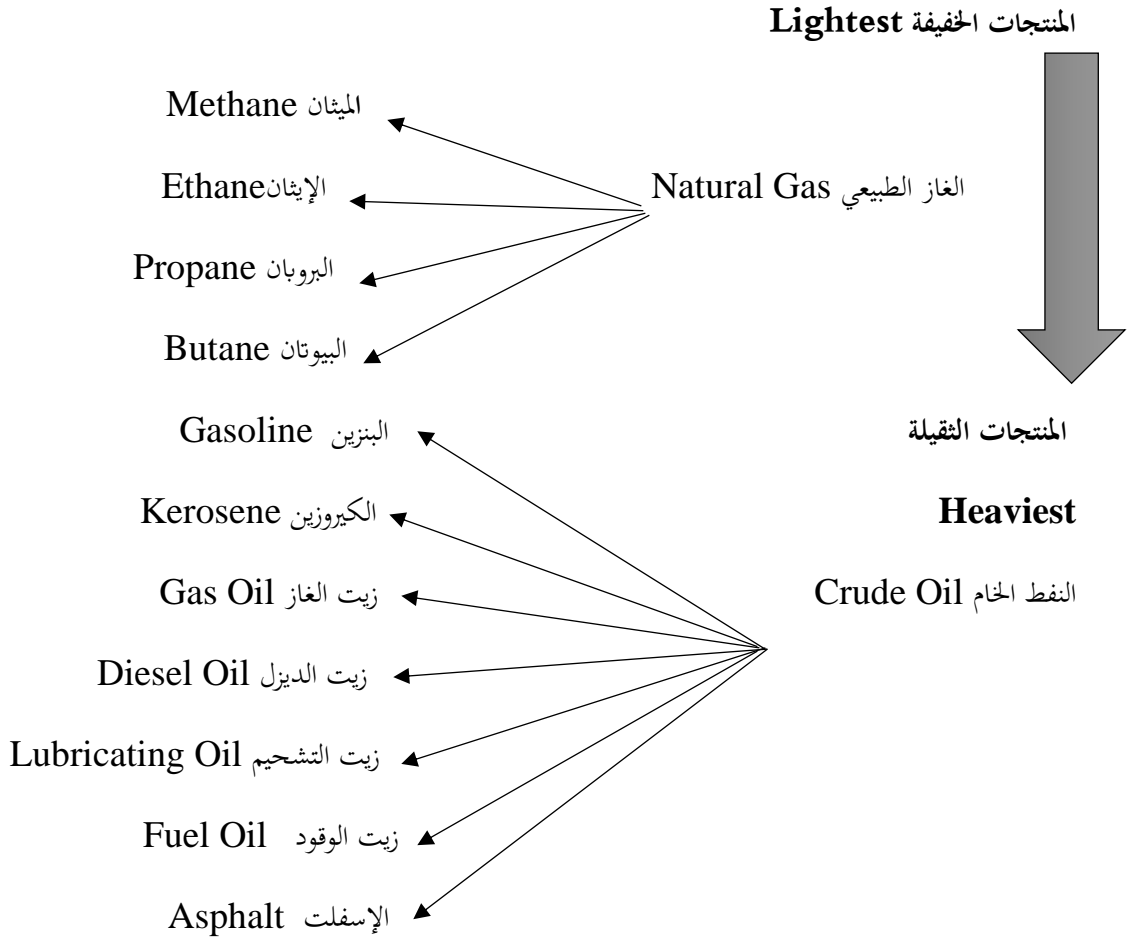 المنتجات الخفيفة Lightest
الميثان Methane
الغاز الطبيعي Natural Gas
الإيثانEthane
البروبان Propane
البيوتان Butane
المنتجات الثقيلة
البنزين Gasoline
Heaviest
الكيروزين Kerosene
النفط الخام Crude Oil
زيت الغاز Gas Oil
زيت الديزل Diesel Oil
زيت التشحيم Lubricating Oil
زيت الوقود Fuel Oil
الإسفلت Asphalt